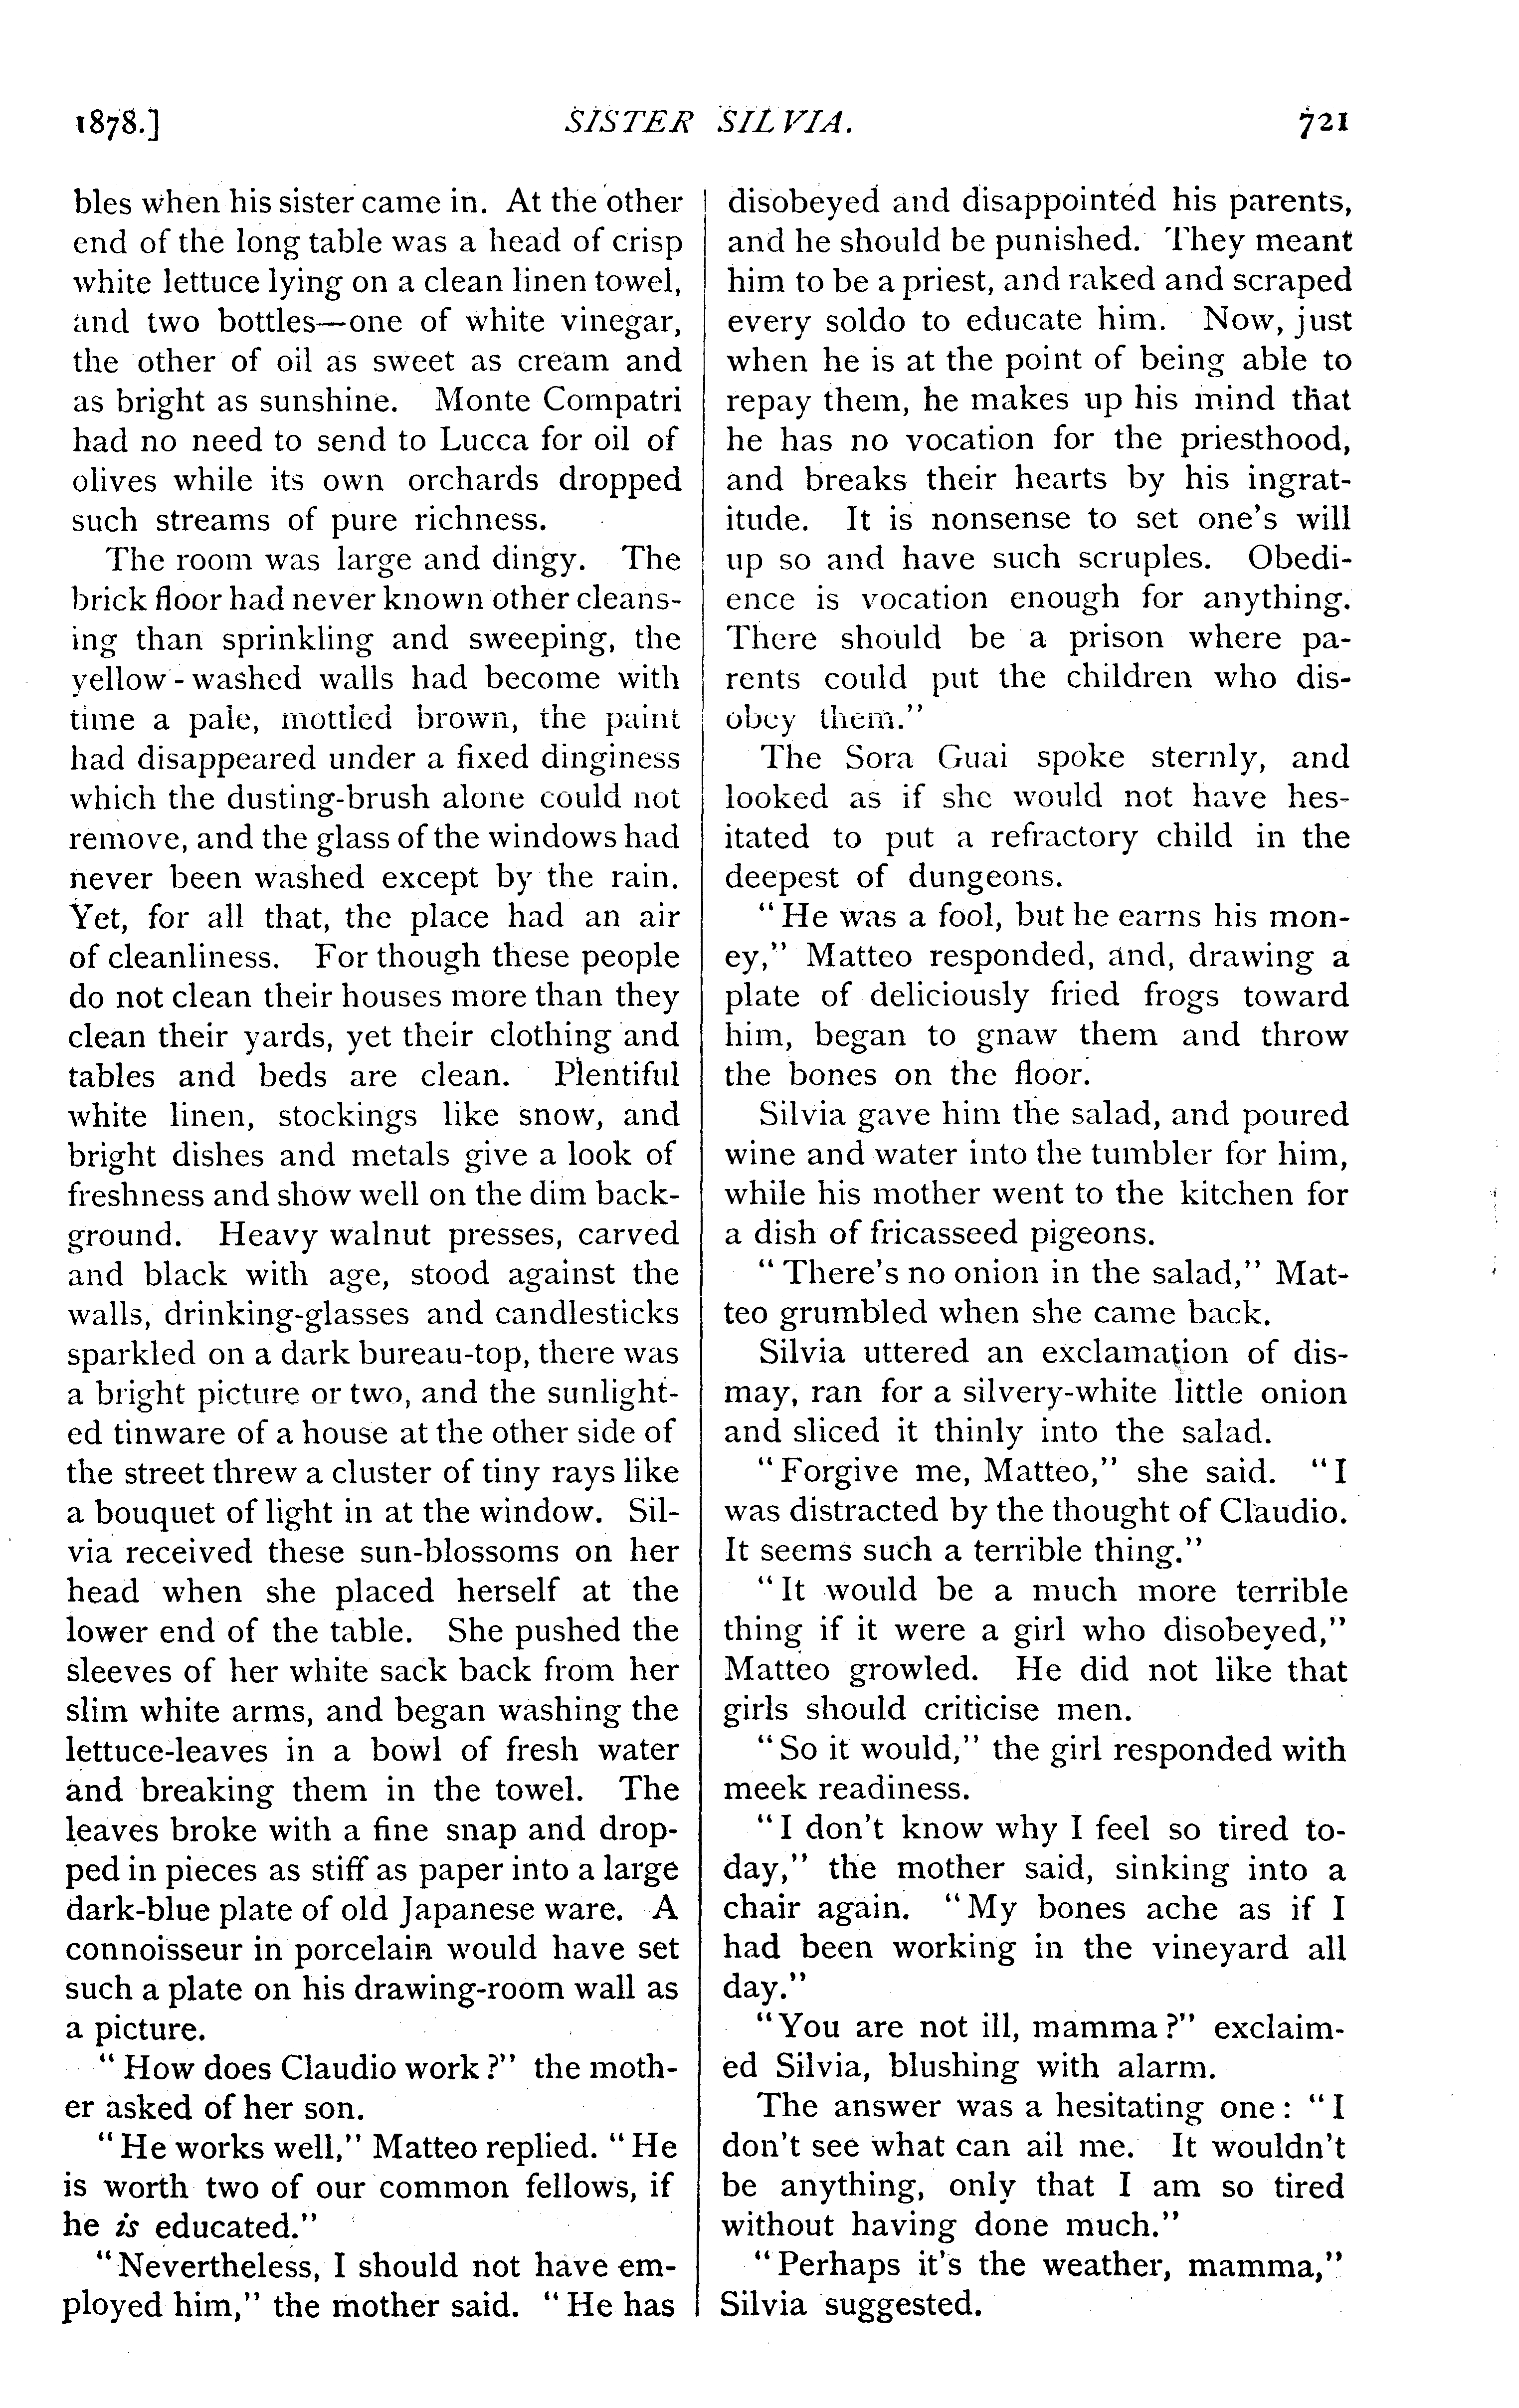 1878.] SISTER SILVIA. 721
bles when his sister came in. At the other
end of the long table was a head of crisp
white lettuce lying on a clean linen towel,
and two bottles—one of white vinegar,
the other of oil as sweet as cream and
as bright as sunshine. Monte Compatri
had no need to send to Lucca for oil of
olives while its own orchards dropped
such streams of pure richness.
The room was large and dingy. The
brick floor had never known other cleans-
ing than sprinkling and sweeping, the
yellow-washed walls had become with
time a pale, mottled brown, the paint
had disappeared under a fixed dinginess
which the dusting-brush alone could not
remove, and the glass of the windows had
never been washed except by the rain.
Yet, for all that, the place had an air
of cleanliness. For though these people
do not clean their houses more than they
clean their yards, yet their clothing and
tables and beds are clean. Plentiful
white linen, stockings like snow, and
bright dishes and metals give a look of
freshness and show well on the dim back-
ground. Heavy walnut presses, carved
and black with age, stood against the
walls, drinking-glasses and candlesticks
sparkled on a dark bureau-top, there was
a bright picture or two, and the sunlight-
ed tinware of a house at the other side of
the street threw a cluster of tiny rays like
a bouquet of light in at the window. Sil-
via received these sun-blossoms on her
head when she placed herself at the
lower end of the table. She pushed the
sleeves of her white sack back from her
slim white arms, and began washing the
lettuce-leaves in a bowl of fresh water
and breaking them in the towel. The
leaves broke with a fine snap and drop-
ped in pieces as stiff as paper into a large
dark-blue plate of old Japanese ware. A
connoisseur in porcelain would have set
such a plate on his drawing-room wall as
a picture.
"How does Claudio work?" the moth-
er asked of her son.
"He works well," Matteo replied. "He
is worth two of our common fellows, if
he is educated."
"Nevertheless, I should not have em-
ployed him," the mother said. "He has
disobeyed and disappointed his parents,
and he should be punished. They meant
him to be a priest, and raked and scraped
every soldo to educate him. Now, just
when he is at the point of being able to
repay them, he makes up his mind that
he has no vocation for the priesthood,
and breaks their hearts by his ingrat-
itude. It is nonsense to set one's will
up so and have such scruples. Obedi-
ence is vocation enough for anything.
There should be a prison where pa-
rents could put the children who dis-
obey them."
The Sora Guai spoke sternly, and
looked as if she would not have hes-
itated to put a refractory child in the
deepest of dungeons.
"He was a fool, but he earns his mon-
ey," Matteo responded, and, drawing a
plate of deliciously fried frogs toward
him, began to gnaw them and throw
the bones on the floor.
Silvia gave him the salad, and poured
wine and water into the tumbler for him,
while his mother went to the kitchen for
a dish of fricasseed pigeons.
"There's no onion in the salad," Mat-
teo grumbled when she came back.
Silvia uttered an exclamation of dis-
may, ran for a silvery-white little onion
and sliced it thinly into the salad.
"Forgive me, Matteo," she said. "I
was distracted by the thought of Claudio.
It seems such a terrible thing."
"It would be a much more terrible
thing if it were a girl who disobeyed,"
Matteo growled. He did not like that
girls should criticise men.
"So it would," the girl responded with
meek readiness.
"I don't know why I feel so tired to-
day," the mother said, sinking into a
chair again. "My bones ache as if I
had been working in the vineyard all
day."
"You are not ill, mamma?" exclaim-
ed Silvia, blushing with alarm.
The answer was a hesitating one: "I
don't see what can ail me. It wouldn't
be anything, only that I am so tired
without having done much."
"Perhaps it's the weather, mamma,"
Silvia suggested.